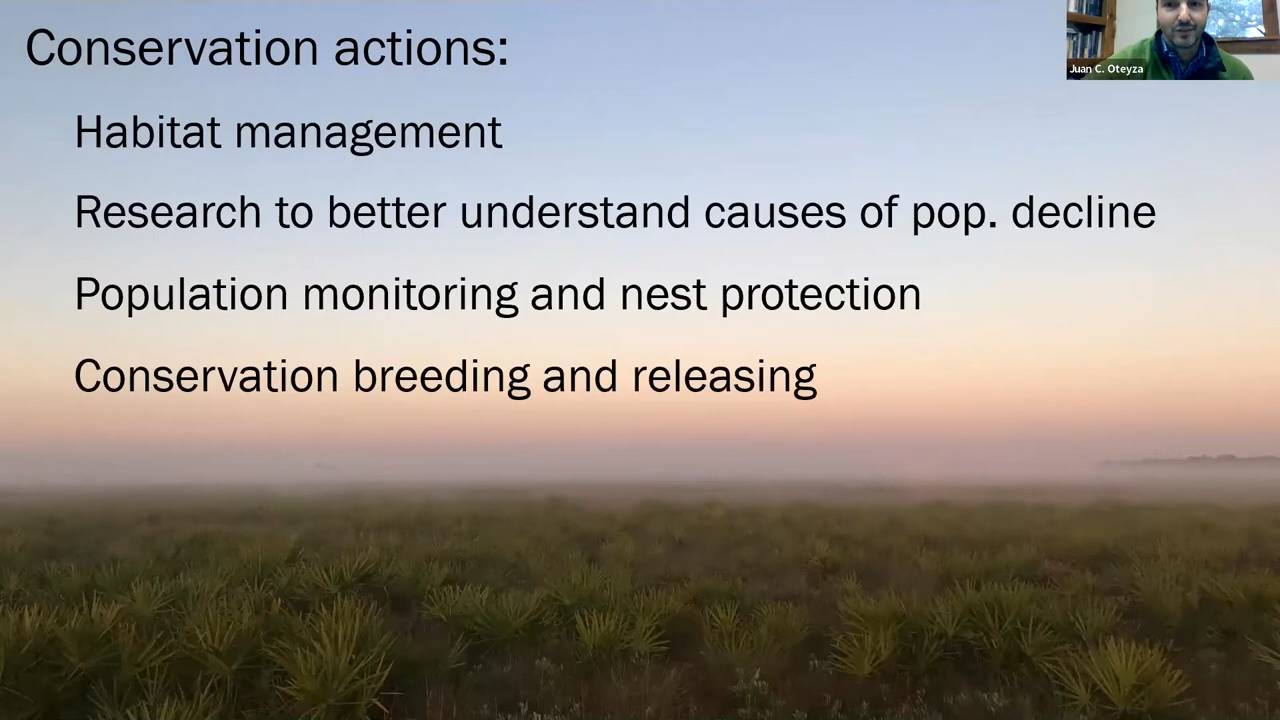 Conservation actions:
Juan C. Oteyza
Habitat management
Research to better understand causes of pop. decline
Population monitoring and nest protection
Conservation breeding and releasing